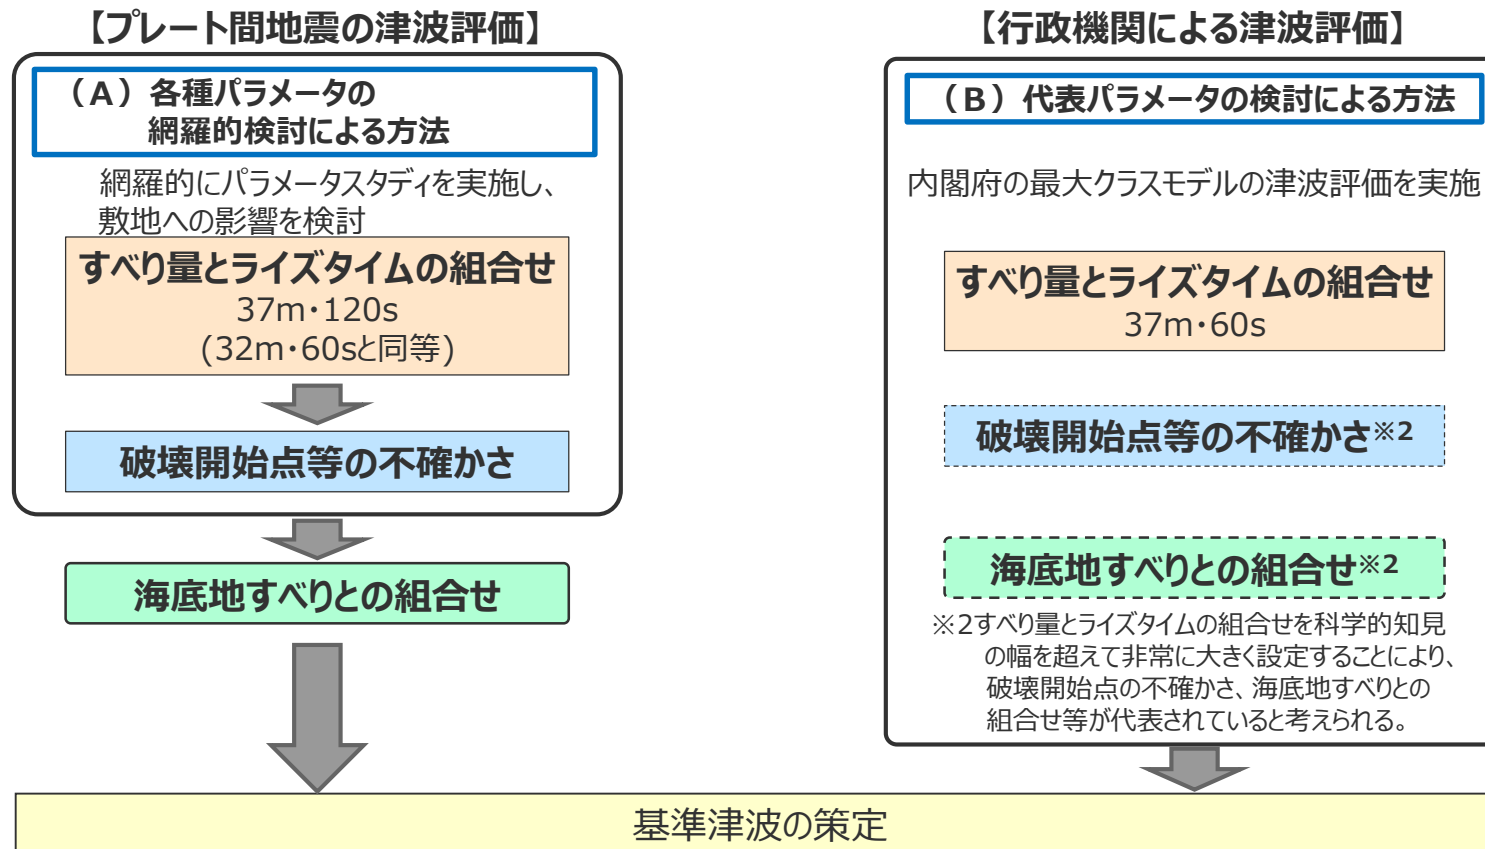 【プレート間地震の津波評価】
（A）各種パラメータの
網羅的検討による方法
網羅的にパラメータスタディを実施し、
敷地への影響を検討
すべり量とライズタイムの組合せ
37m・120s
(32m・60sと同等)
破壊開始点等の不確かさ
海底地すべりとの組合せ
【行政機関による津波評価】
（B）代表パラメータの検討による方法
内閣府の最大クラスモデルの津波評価を実施
すべり量とライズタイムの組合せ
37m・60s
破壊開始点等の不確かさ※2
海底地すべりとの組合せ※2
※2すべり量とライズタイムの組合せを科学的知見
の幅を超えて非常に大きく設定することにより、
破壊開始点の不確かさ、海底地すべりとの
組合せ等が代表されていると考えられる。
基準津波の策定